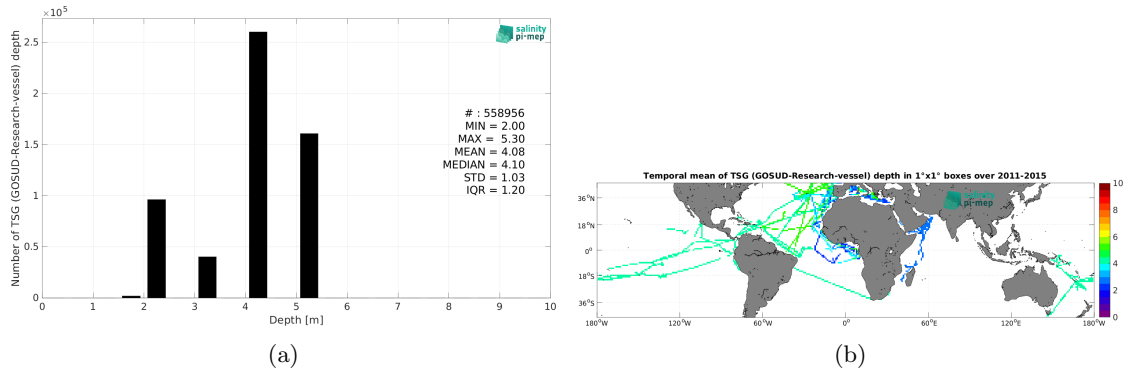 ×10⁵
salinity
pi-mep
Number of TSG (GOSUD-Research-vessel) depth
2.5
2
1.5
1
0.5
0
# : 558956
MIN = 2.00
MAX = 5.30
MEAN = 4.08
MEDIAN = 4.10
STD = 1.03
IQR = 1.20
0 1 2 3 4 5 6 7 8 9 10
Depth [m]
(a)
Temporal mean of TSG (GOSUD-Research-vessel) depth in 1°x1° boxes over 2011-2015
salinity
pi-mep
36°N
18°N
0°
18°S
36°S
180°W 120°W 60°W 0° 60°E 120°E 180°W
10
8
6
4
2
0
(b)